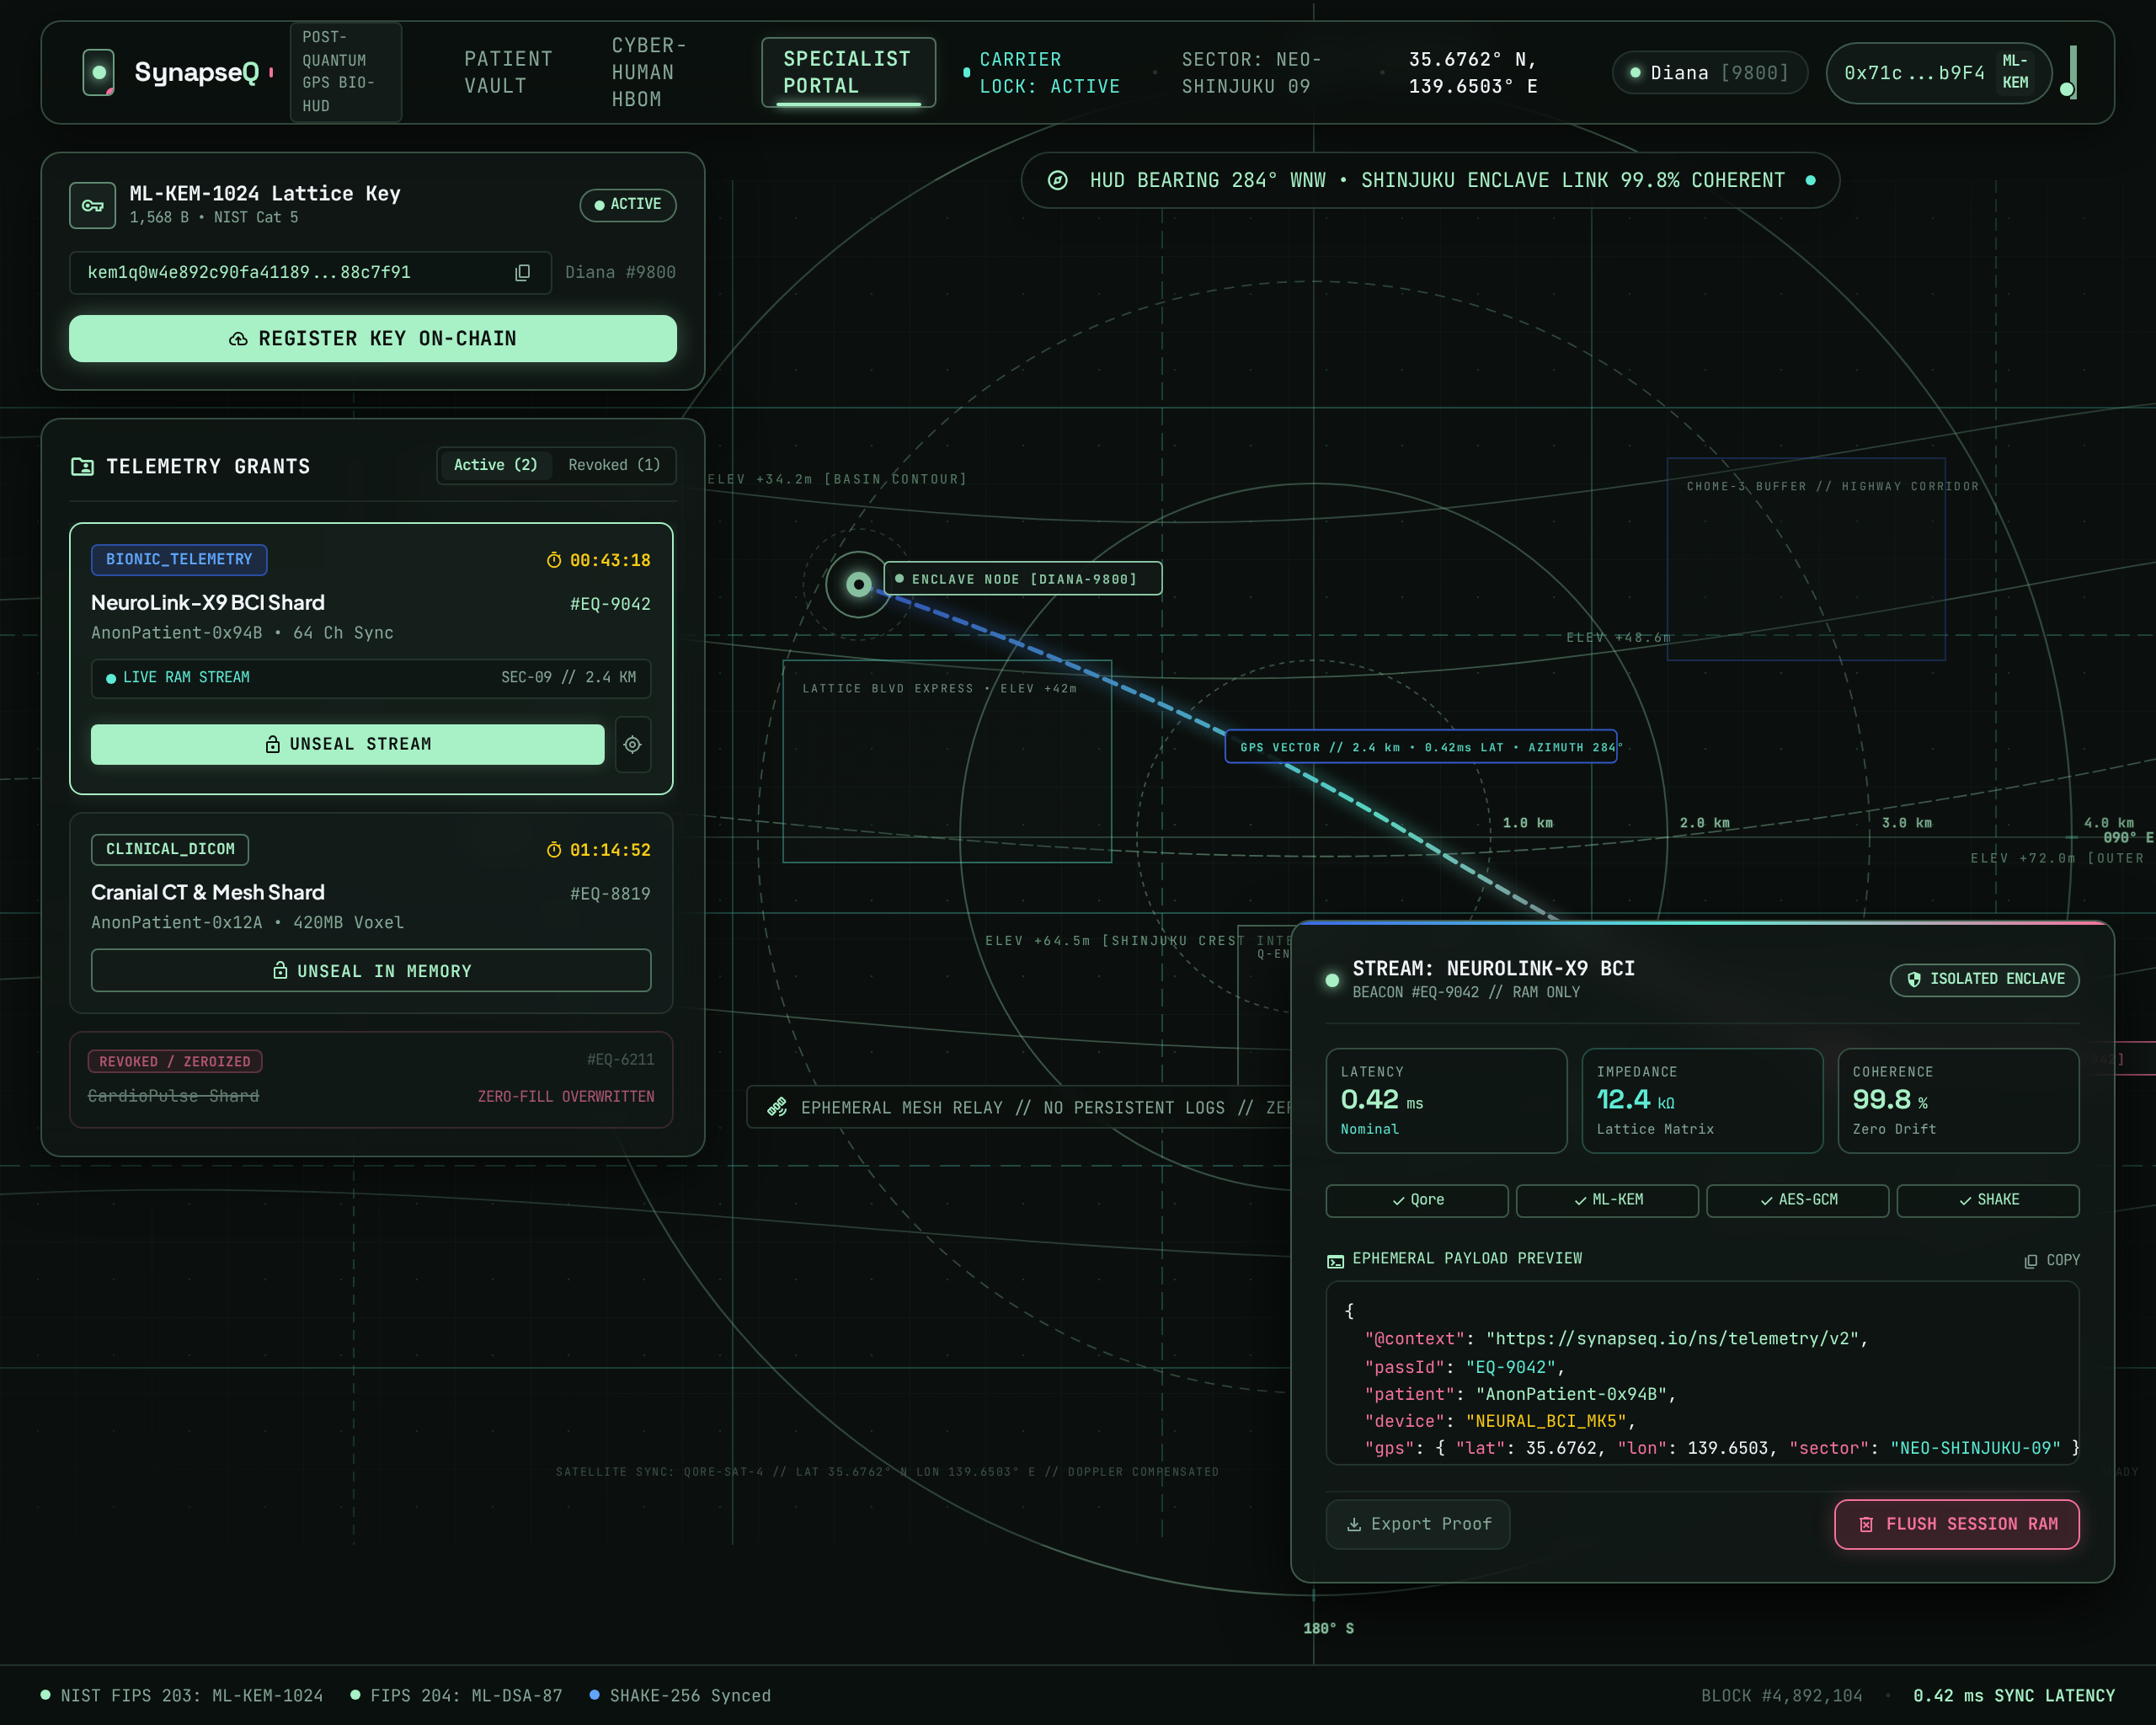 SynapseQ
POST-
QUANTUM
GPS BIO-
HUD
PATIENT
VAULT
CYBER-
HUMAN
HBOM
SPECIALIST
PORTAL
CARRIER
LOCK: ACTIVE
SECTOR: NEO-
SHINJUKU 09
35.6762° N,
139.6503° E
Diana [9800]
0x71c...b9F4
ML-
KEM
ML-KEM-1024 Lattice Key
1,568 B • NIST Cat 5
ACTIVE
kem1q0w4e892c90fa41189...88c7f91
Diana #9800
REGISTER KEY ON-CHAIN
HUD BEARING 284° WNW • SHINJUKU ENCLAVE LINK 99.8% COHERENT
TELEMETRY GRANTS
Active (2)
Revoked (1)
BIONIC_TELEMETRY
00:43:18
NeuroLink-X9 BCI Shard
#EQ-9042
AnonPatient-0x94B • 64 Ch Sync
LIVE RAM STREAM
SEC-09 // 2.4 KM
UNSEAL STREAM
CLINICAL_DICOM
01:14:52
Cranial CT & Mesh Shard
#EQ-8819
AnonPatient-0x12A • 420MB Voxel
UNSEAL IN MEMORY
REVOKED / ZEROIZED
#EQ-6211
CardioPulse Shard
ZERO-FILL OVERWRITTEN
ELEV +34.2m [BASIN CONTOUR]
CHOME-3 BUFFER // HIGHWAY CORRIDOR
ENCLAVE NODE [DIANA-9800]
ELEV +48.6m
LATTICE BLVD EXPRESS • ELEV +42m
GPS VECTOR // 2.4 km • 0.42ms LAT • AZIMUTH 284°
1.0 km
2.0 km
3.0 km
4.0 km
090° E
ELEV +72.0m [OUTER
ELEV +64.5m [SHINJUKU CREST INTE
Q-EN
EPHEMERAL MESH RELAY // NO PERSISTENT LOGS // ZER
STREAM: NEUROLINK-X9 BCI
BEACON #EQ-9042 // RAM ONLY
ISOLATED ENCLAVE
LATENCY
0.42 ms
Nominal
IMPEDANCE
12.4 kΩ
Lattice Matrix
COHERENCE
99.8 %
Zero Drift
Qore
ML-KEM
AES-GCM
SHAKE
EPHEMERAL PAYLOAD PREVIEW
COPY
{
"@context": "https://synapseq.io/ns/telemetry/v2",
"passId": "EQ-9042",
"patient": "AnonPatient-0x94B",
"device": "NEURAL_BCI_MK5",
"gps": { "lat": 35.6762, "lon": 139.6503, "sector": "NEO-SHINJUKU-09" }
Export Proof
FLUSH SESSION RAM
SATELLITE SYNC: QORE-SAT-4 // LAT 35.6762° N LON 139.6503° E // DOPPLER COMPENSATED
ADY
180° S
NIST FIPS 203: ML-KEM-1024
FIPS 204: ML-DSA-87
SHAKE-256 Synced
BLOCK #4,892,104
0.42 ms SYNC LATENCY